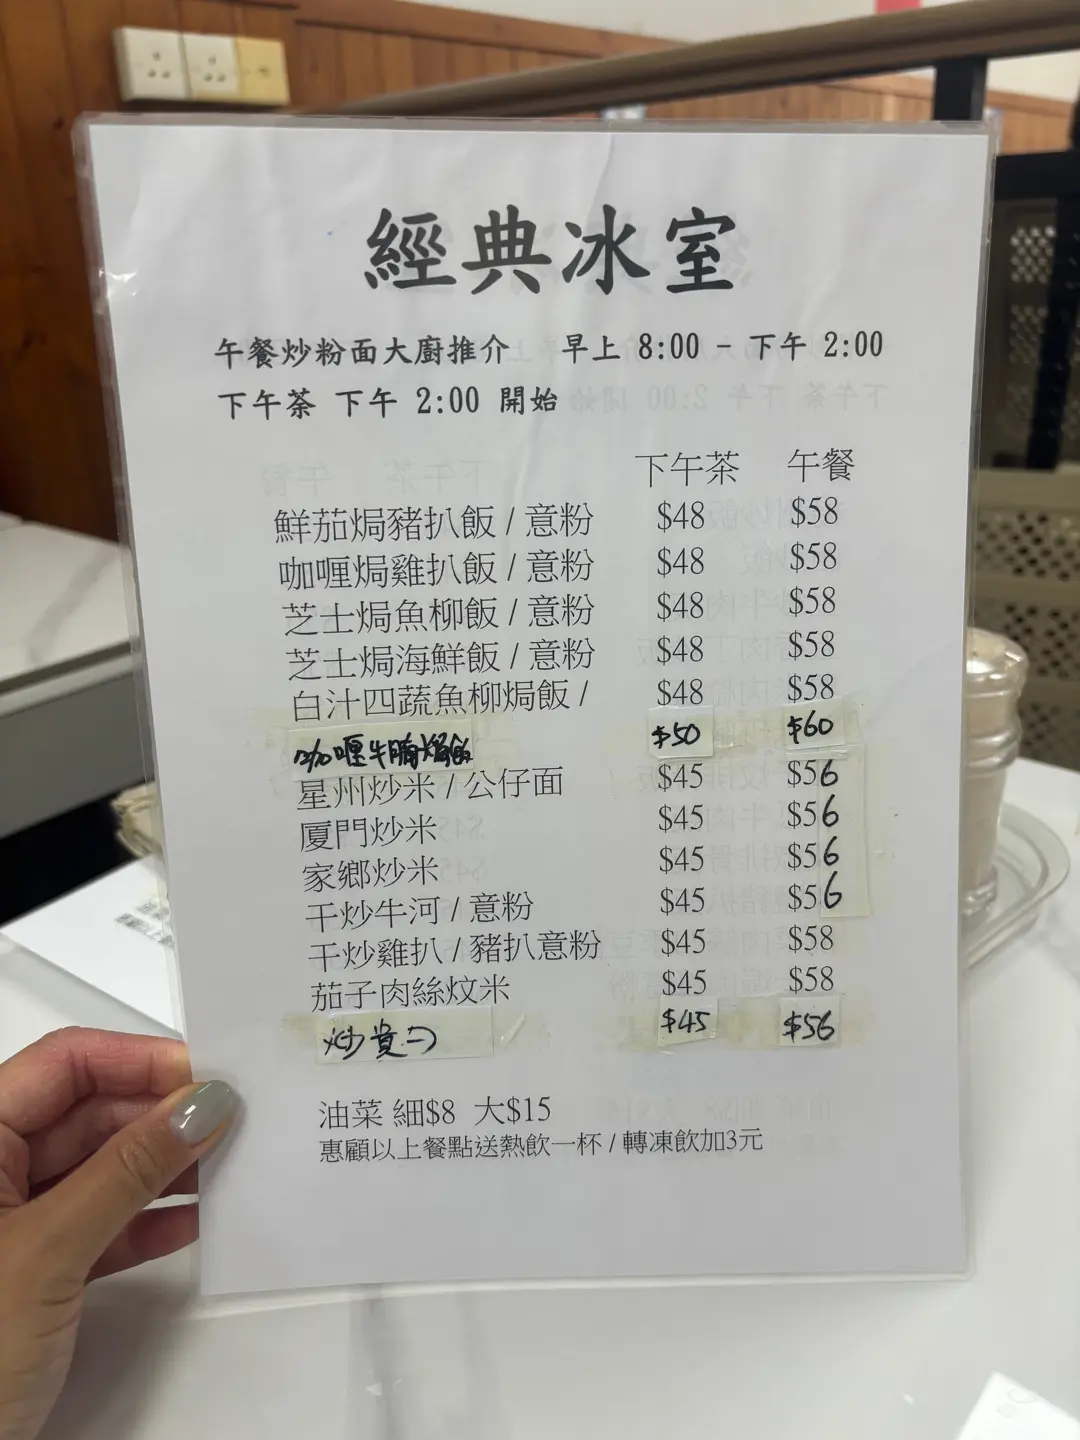 經典冰室
午餐炒粉面大廚推介 早上 8:00 - 下午 2:00
下午茶 下午 2:00 開始
下午茶 午餐
鮮茄焗豬扒飯 / 意粉 $48 $58
咖喱焗雞扒飯 / 意粉 $48 $58
芝士焗魚柳飯 / 意粉 $48 $58
芝士焗海鮮飯 / 意粉 $48 $58
白汁四蔬魚柳焗飯 / $48 $58
咖喱牛腩焗飯 $50 $60
星州炒米 / 公仔面 $45 $56
廈門炒米 $45 $56
家鄉炒米 $45 $56
干炒牛河 / 意粉 $45 $56
干炒雞扒 / 豬扒意粉 $45 $58
茄子肉絲炆米 $45 $58
炒貴刁 $45 $56
油菜 細$8 大$15
惠顧以上餐點送熱飲一杯 / 轉凍飲加3元